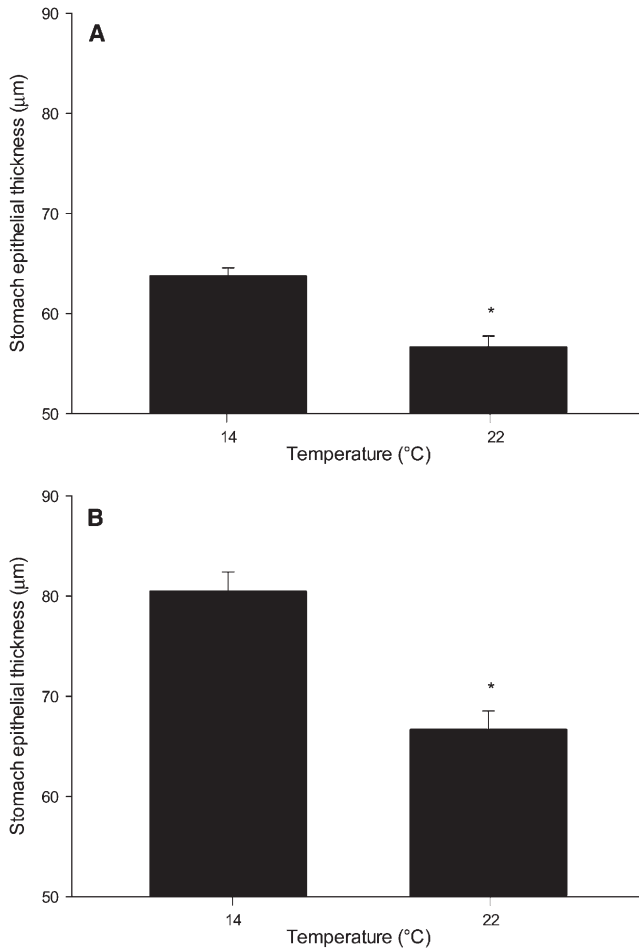 A
90
80
70
60
50
Stomach epithelial thickness (μm)
*
14
22
Temperature (°C)
B
90
80
70
60
50
Stomach epithelial thickness (μm)
*
14
22
Temperature (°C)